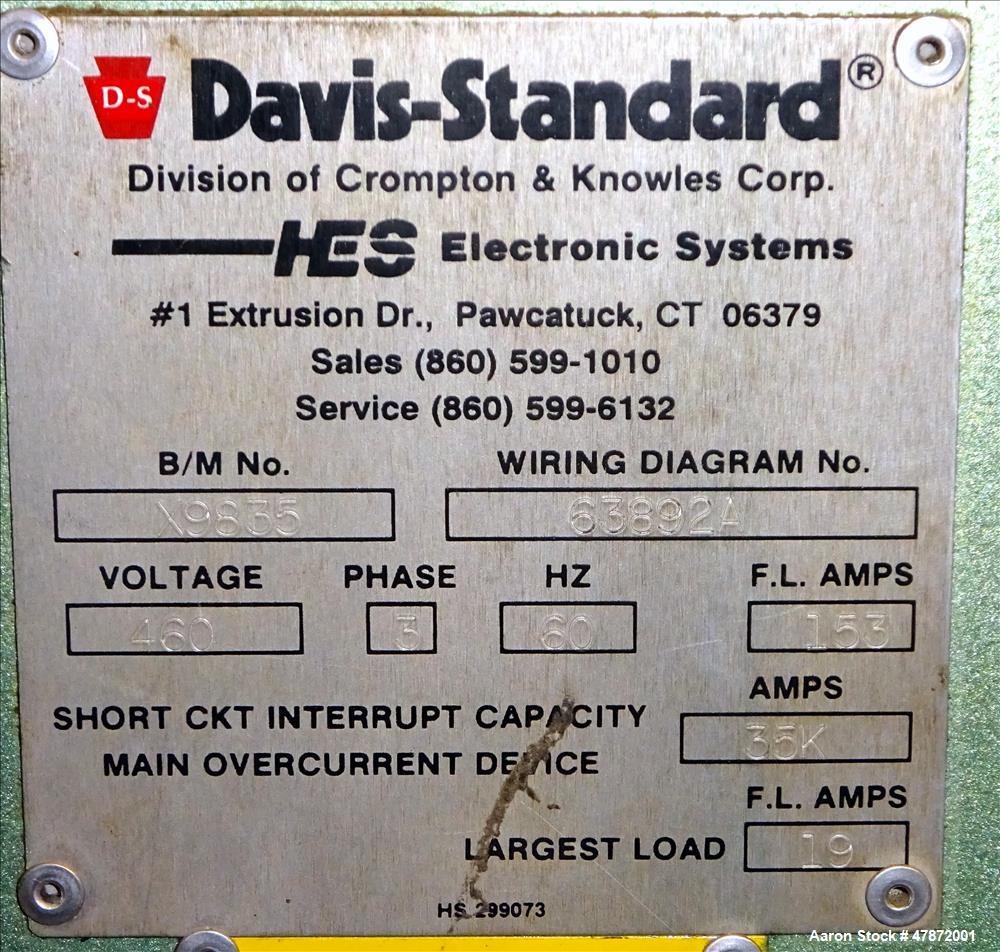 D-S Davis-Standard®
Division of Crompton & Knowles Corp.
HES Electronic Systems
#1 Extrusion Dr., Pawcatuck, CT 06379
Sales (860) 599-1010
Service (860) 599-6132
B/M No. WIRING DIAGRAM No.
X9835 63892A
VOLTAGE PHASE HZ F.L. AMPS
460 3 60 153
AMPS
SHORT CKT INTERRUPT CAPACITY 35K
MAIN OVERCURRENT DEVICE
F.L. AMPS
LARGEST LOAD 19
HS 299073
Aaron Stock # 47872001